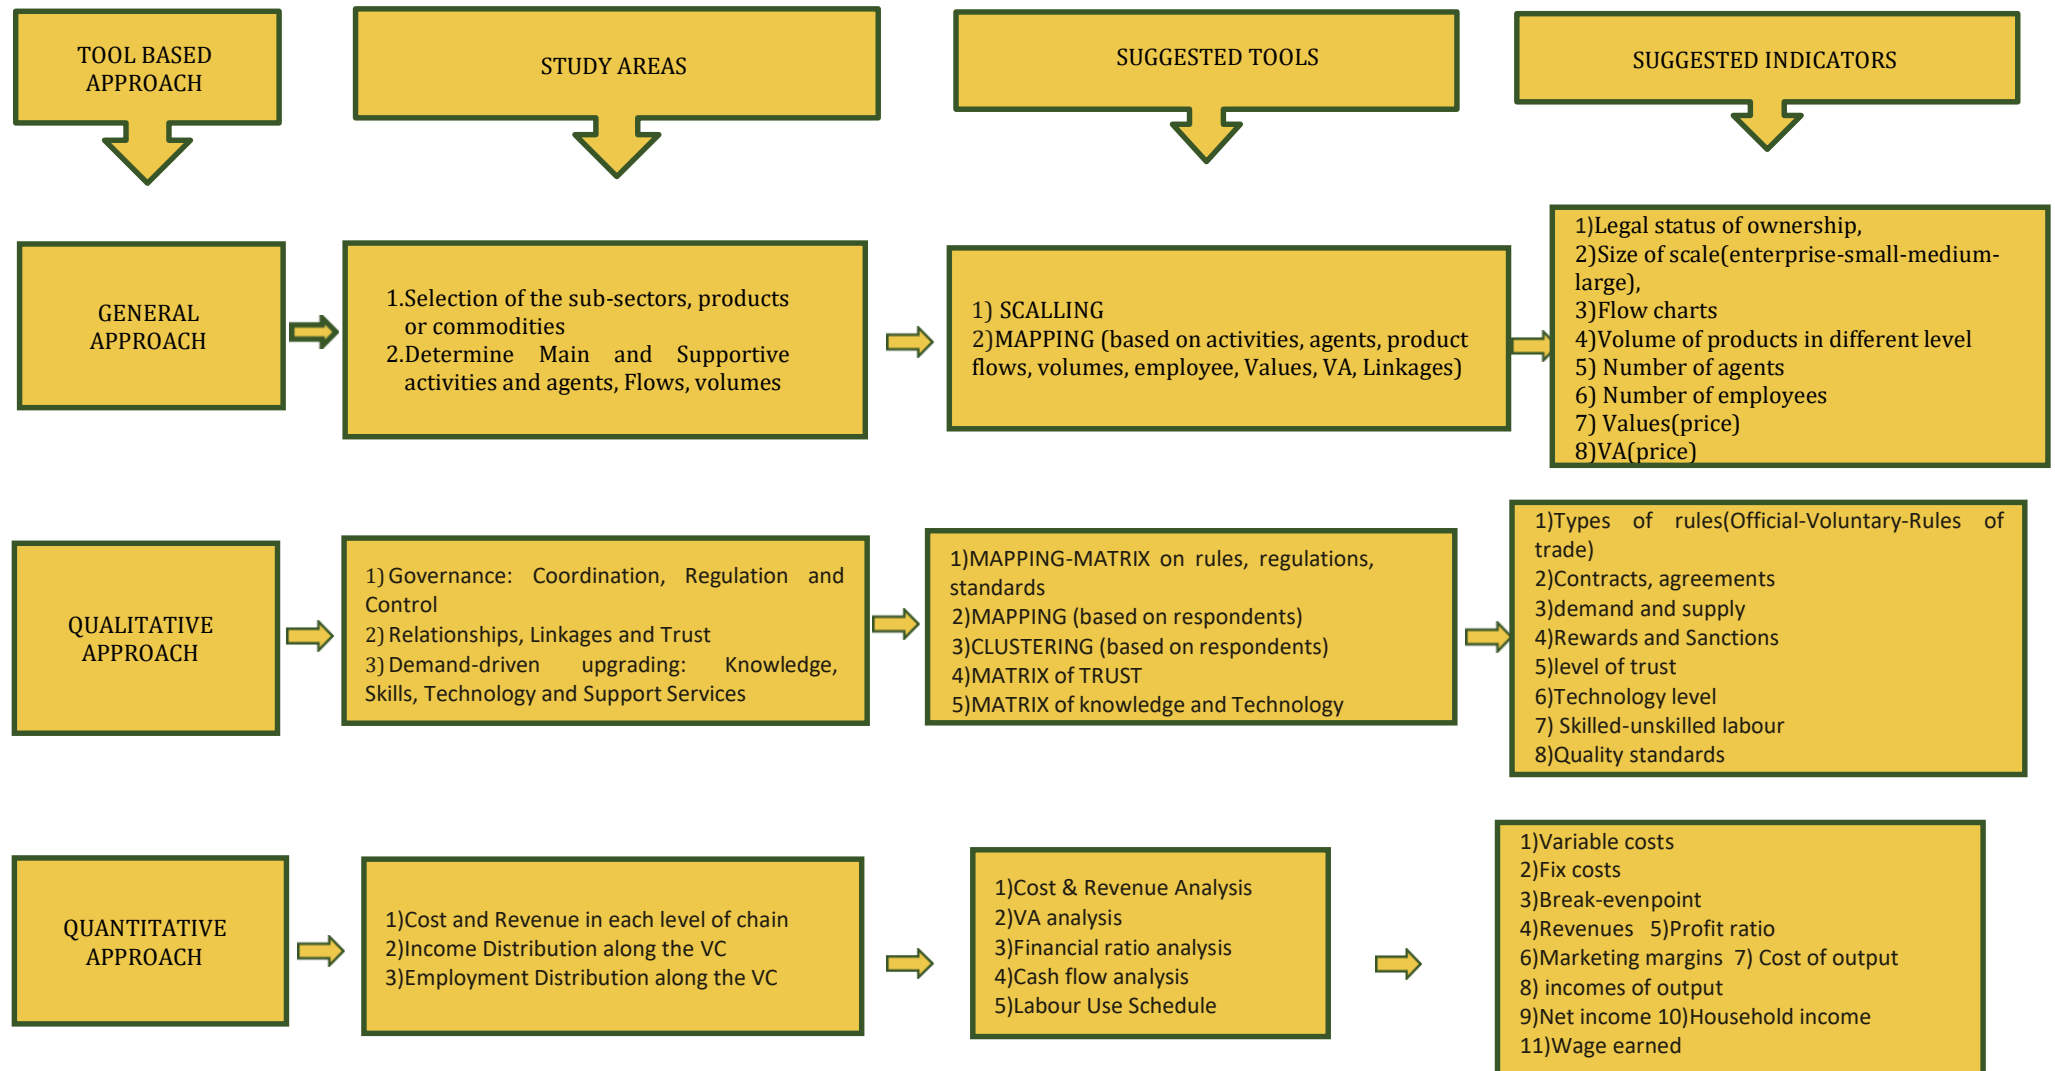 TOOL BASED
APPROACH
STUDY AREAS
SUGGESTED TOOLS
SUGGESTED INDICATORS
GENERAL
APPROACH
1.Selection of the sub-sectors, products
or commodities
2.Determine Main and Supportive
activities and agents, Flows, volumes
1) SCALLING
2)MAPPING (based on activities, agents, product
flows, volumes, employee, Values, VA, Linkages)
1)Legal status of ownership,
2)Size of scale(enterprise-small-medium-
large),
3)Flow charts
4)Volume of products in different level
5) Number of agents
6) Number of employees
7) Values(price)
8)VA(price)
QUALITATIVE
APPROACH
1) Governance: Coordination, Regulation and
Control
2) Relationships, Linkages and Trust
3) Demand-driven upgrading: Knowledge,
Skills, Technology and Support Services
1)MAPPING-MATRIX on rules, regulations,
standards
2)MAPPING (based on respondents)
3)CLUSTERING (based on respondents)
4)MATRIX of TRUST
5)MATRIX of knowledge and Technology
1)Types of rules(Official-Voluntary-Rules of
trade)
2)Contracts, agreements
3)demand and supply
4)Rewards and Sanctions
5)level of trust
6)Technology level
7) Skilled-unskilled labour
8)Quality standards
QUANTITATIVE
APPROACH
1)Cost and Revenue in each level of chain
2)Income Distribution along the VC
3)Employment Distribution along the VC
1)Cost & Revenue Analysis
2)VA analysis
3)Financial ratio analysis
4)Cash flow analysis
5)Labour Use Schedule
1)Variable costs
2)Fix costs
3)Break-evenpoint
4)Revenues 5)Profit ratio
6)Marketing margins 7) Cost of output
8) incomes of output
9)Net income 10)Household income
11)Wage earned